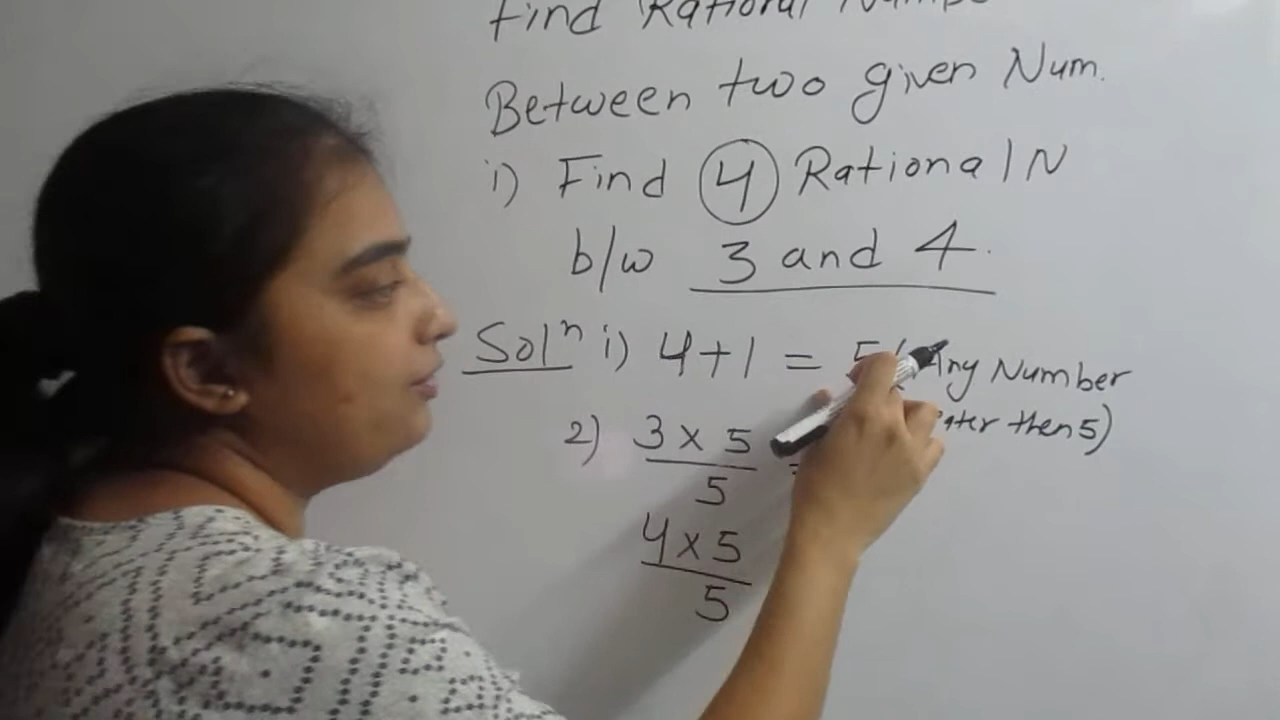 Find Rational
Between two given Num.
i) Find 4 Rational N
b/w 3 and 4.
Solⁿ i) 4+1 = 5 Any Number
then 5)
2) 3 x 5
5
4 x 5
5